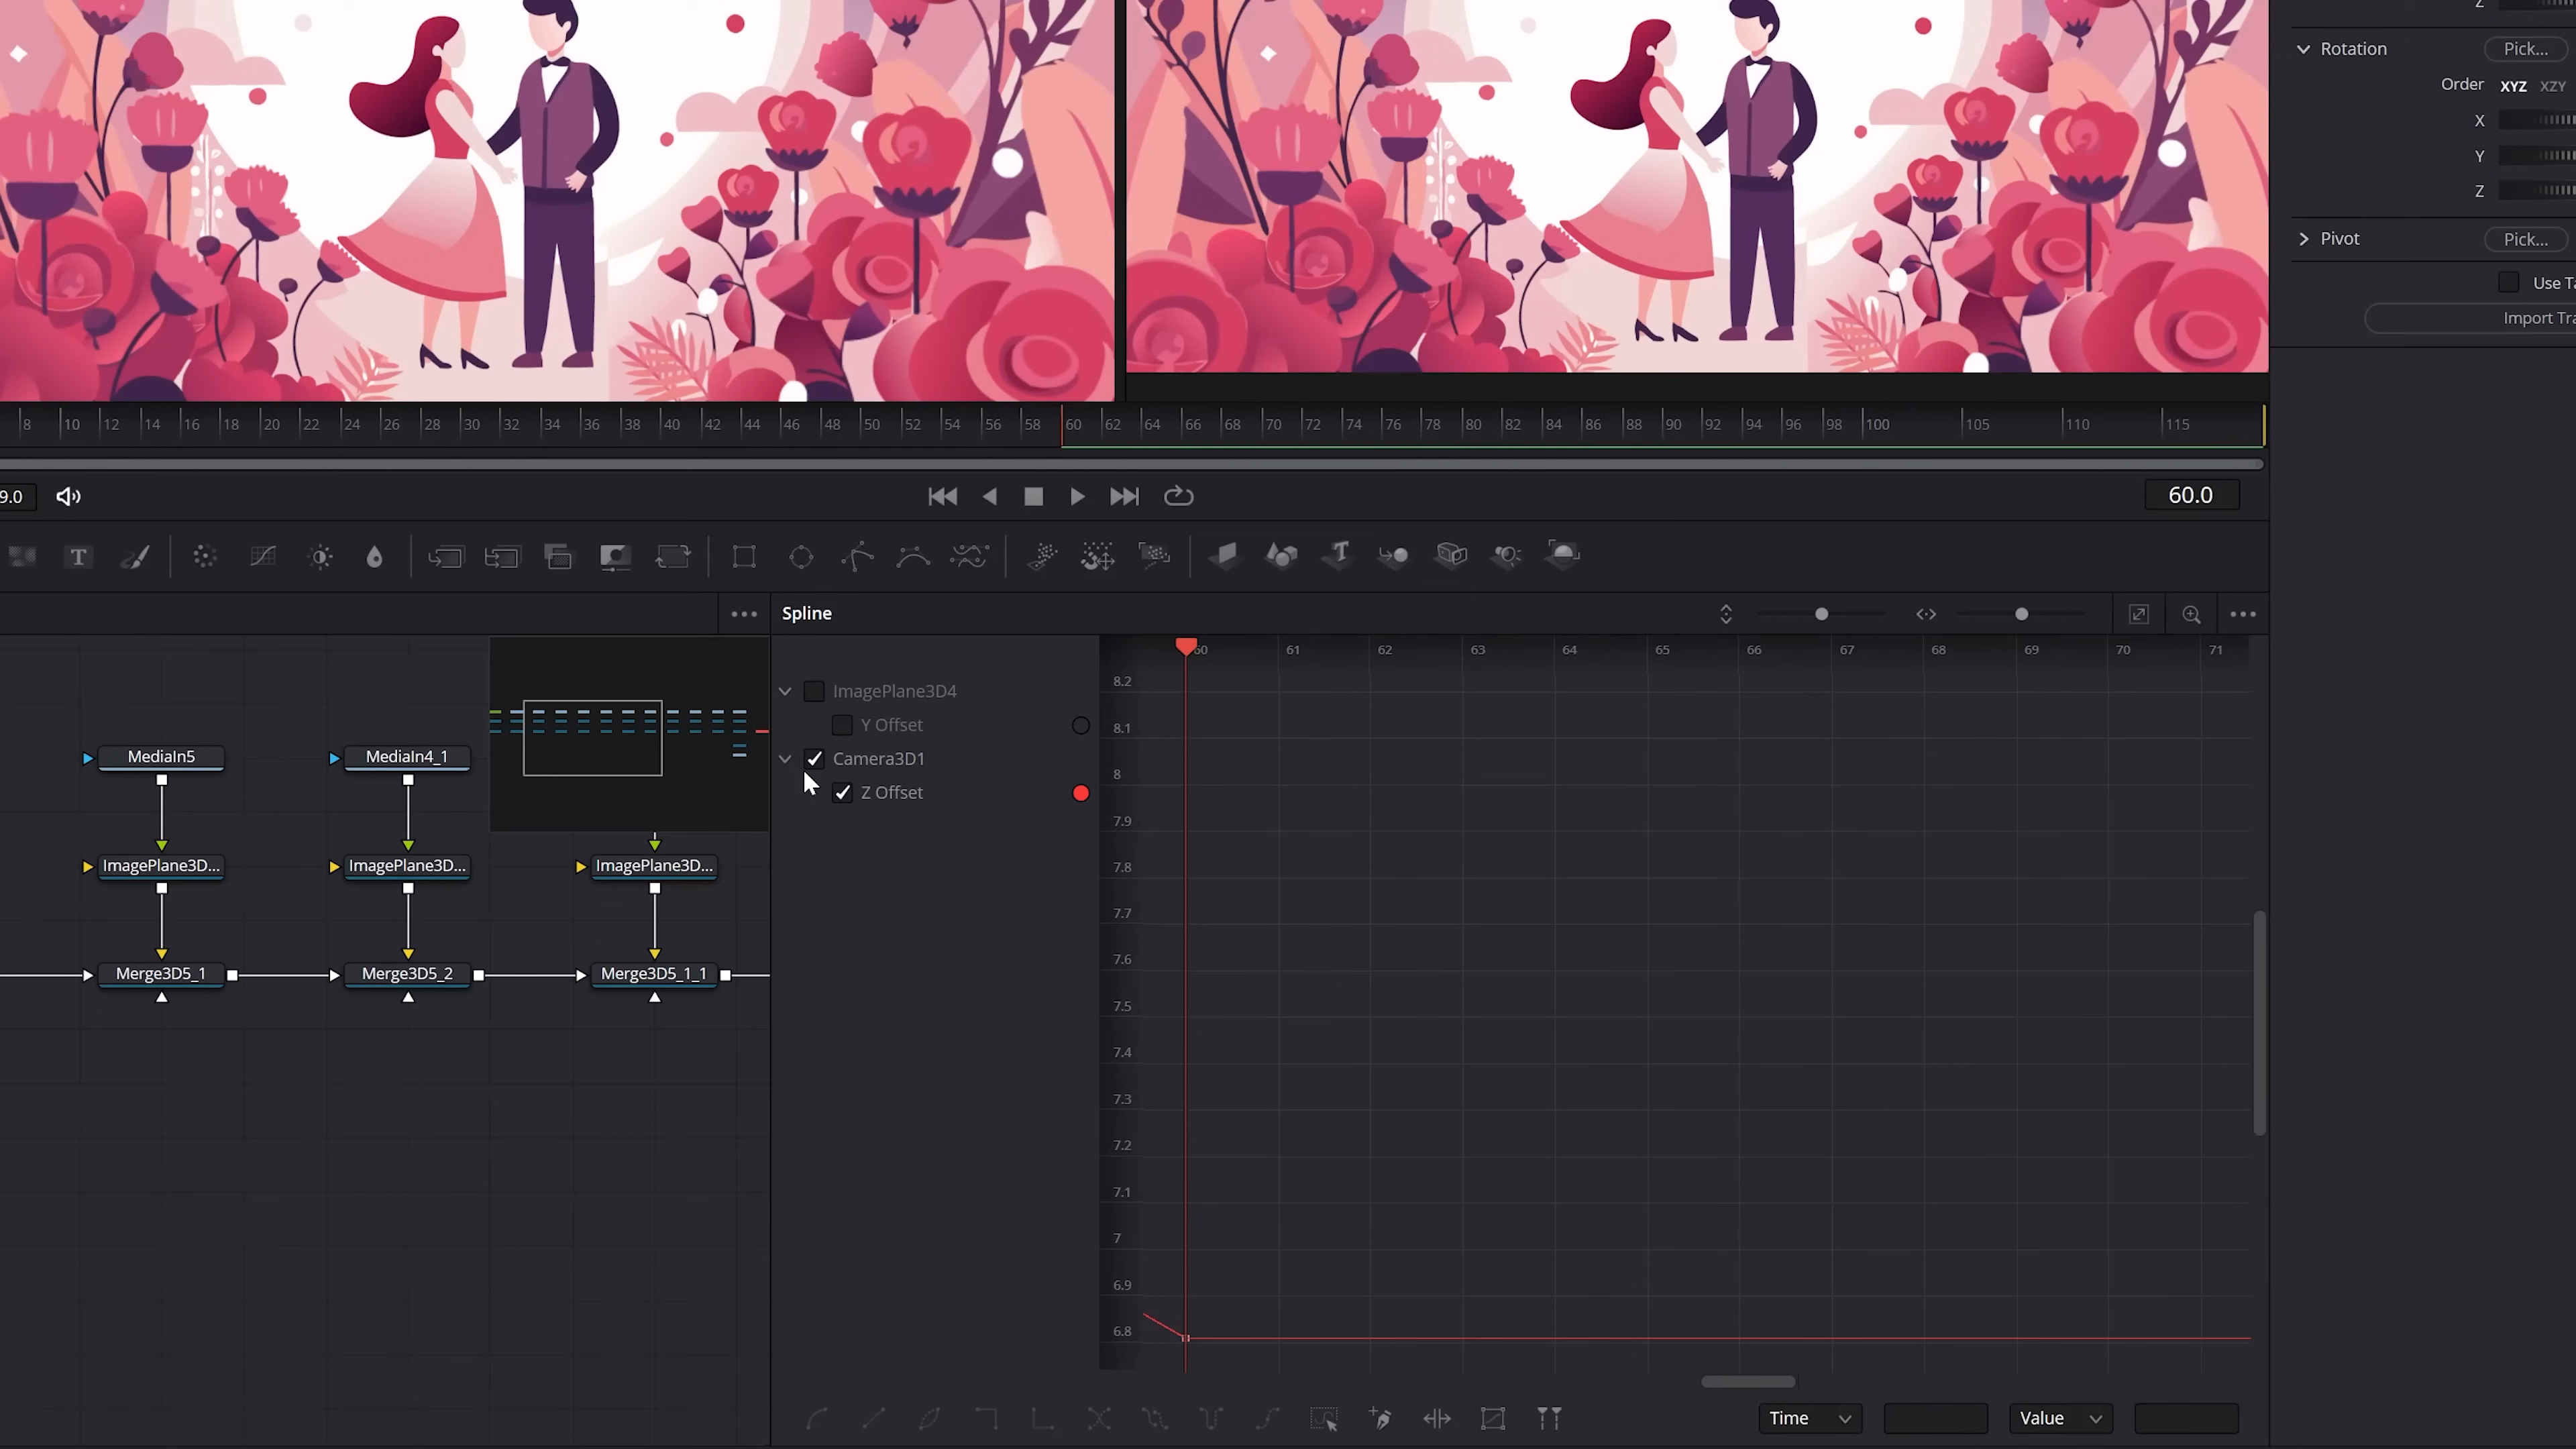 Z
Rotation Pick...
Order XYZ XZY
X
Y
Z
Pivot Pick...
Use Ta
Import Tra
8 10 12 14 16 18 20 22 24 26 28 30 32 34 36 38 40 42 44 46 48 50 52 54 56 58 60 62 64 66 68 70 72 74 76 78 80 82 84 86 88 90 92 94 96 98 100 105 110 115
9.0 60.0
T T
Spline
60 61 62 63 64 65 66 67 68 69 70 71
ImagePlane3D4
Y Offset
Camera3D1
Z Offset
8.2
8.1
8
7.9
7.8
7.7
7.6
7.5
7.4
7.3
7.2
7.1
7
6.9
6.8
MediaIn5 MediaIn4_1
ImagePlane3D... ImagePlane3D... ImagePlane3D...
Merge3D5_1 Merge3D5_2 Merge3D5_1_1
Time Value